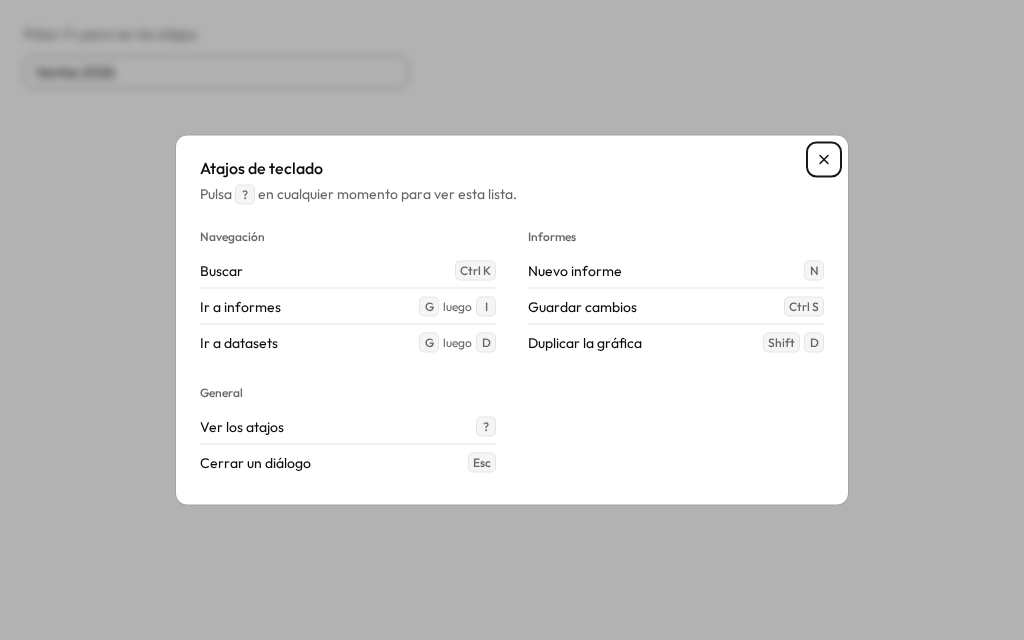 Atajos de teclado
Pulsa ? en cualquier momento para ver esta lista.
Navegación
Buscar Ctrl K
Ir a informes G luego I
Ir a datasets G luego D
Informes
Nuevo informe N
Guardar cambios Ctrl S
Duplicar la gráfica Shift D
General
Ver los atajos ?
Cerrar un diálogo Esc